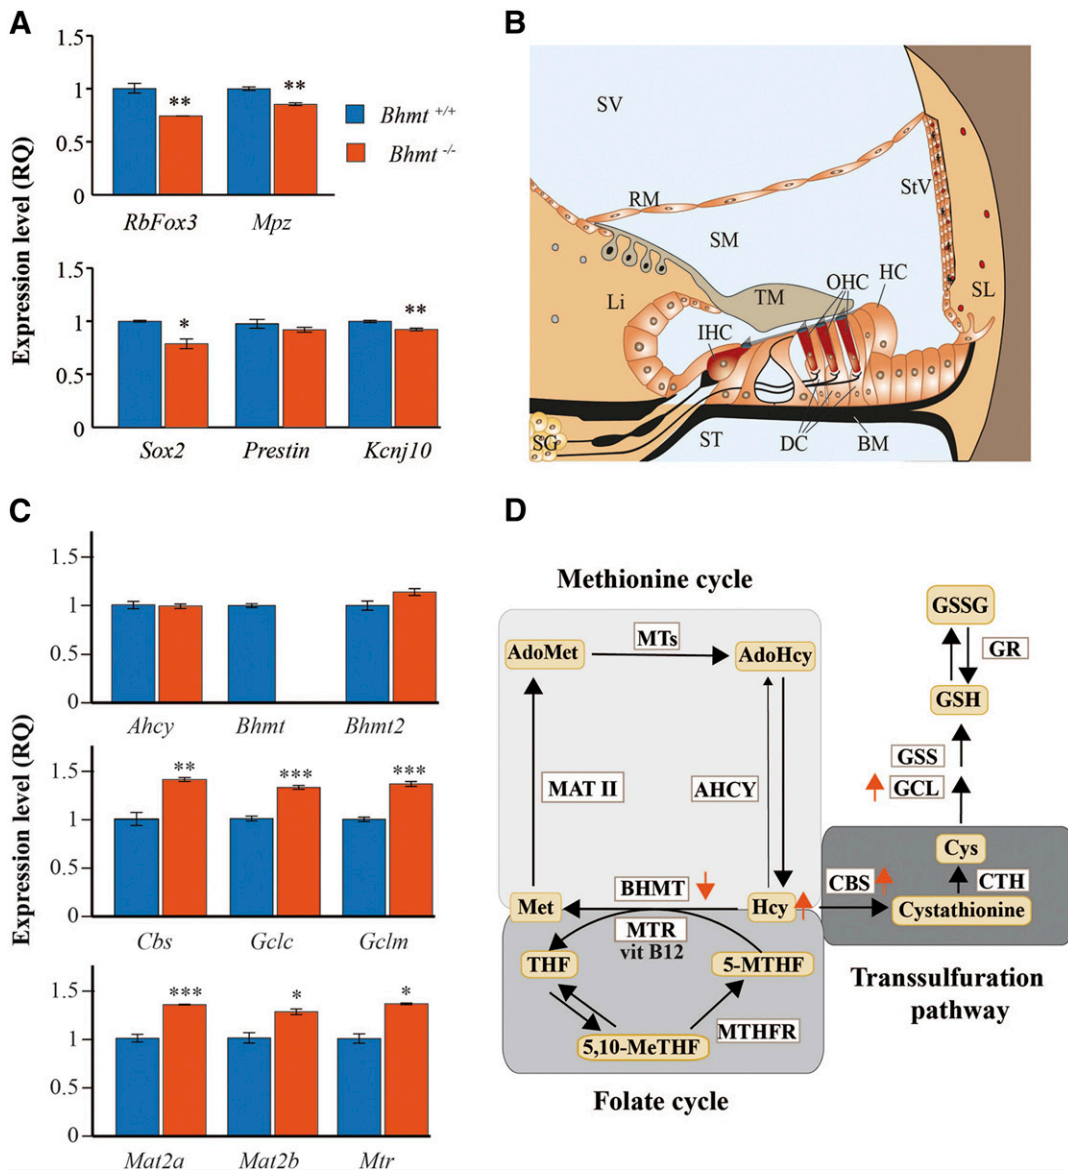 A
1.5
1
0.5
0
Expression level (RQ)
** **
Bhmt +/+
Bhmt -/-
RbFox3 Mpz
1.5
1
0.5
0
Expression level (RQ)
* **
Sox2 Prestin Kcnj10
B
SV
RM
SM
StV
SL
Li
TM
OHC
HC
IHC
SG
ST
DC
BM
C
1.5
1
0.5
0
Ahcy Bhmt Bhmt2
Expression level (RQ)
1.5
1
0.5
0
** *** ***
Cbs Gclc Gclm
1.5
1
0.5
0
*** * *
Mat2a Mat2b Mtr
D
Methionine cycle
AdoMet
MTs
AdoHcy
MAT II
AHCY
BHMT
Met
Hcy
MTR
vit B12
THF
5-MTHF
5,10-MeTHF
MTHFR
Folate cycle
GSSG
GR
GSH
GSS
GCL
Cys
CBS
CTH
Cystathionine
Transsulfuration
pathway